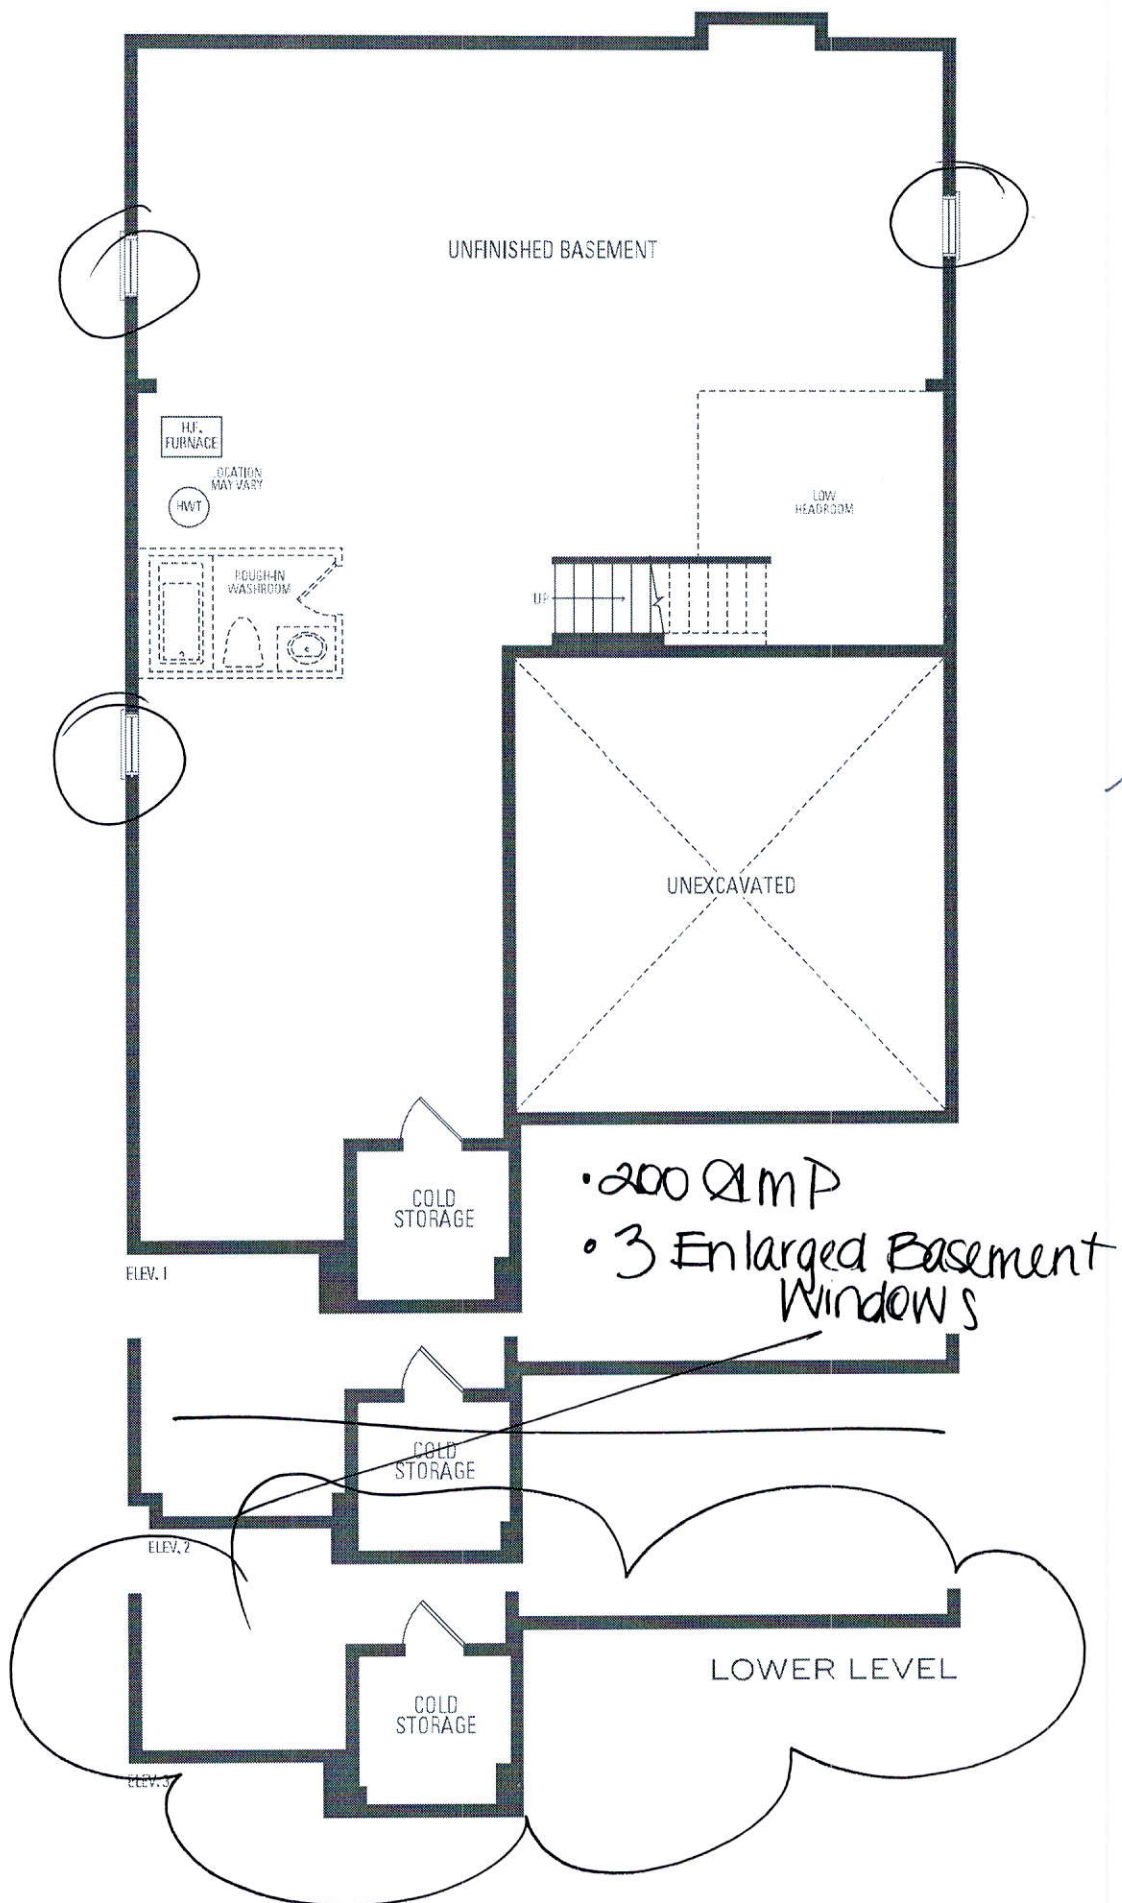 UNFINISHED BASEMENT
H.E.
FURNACE
LOCATION
MAY VARY
HWT
LOW
HEADROOM
ROUGH-IN
WASHROOM
UP
UNEXCAVATED
COLD
STORAGE
• 200 AmP
• 3 Enlarged Basement
Windows
ELEV. 1
COLD
STORAGE
ELEV. 2
LOWER LEVEL
COLD
STORAGE
ELEV. 3